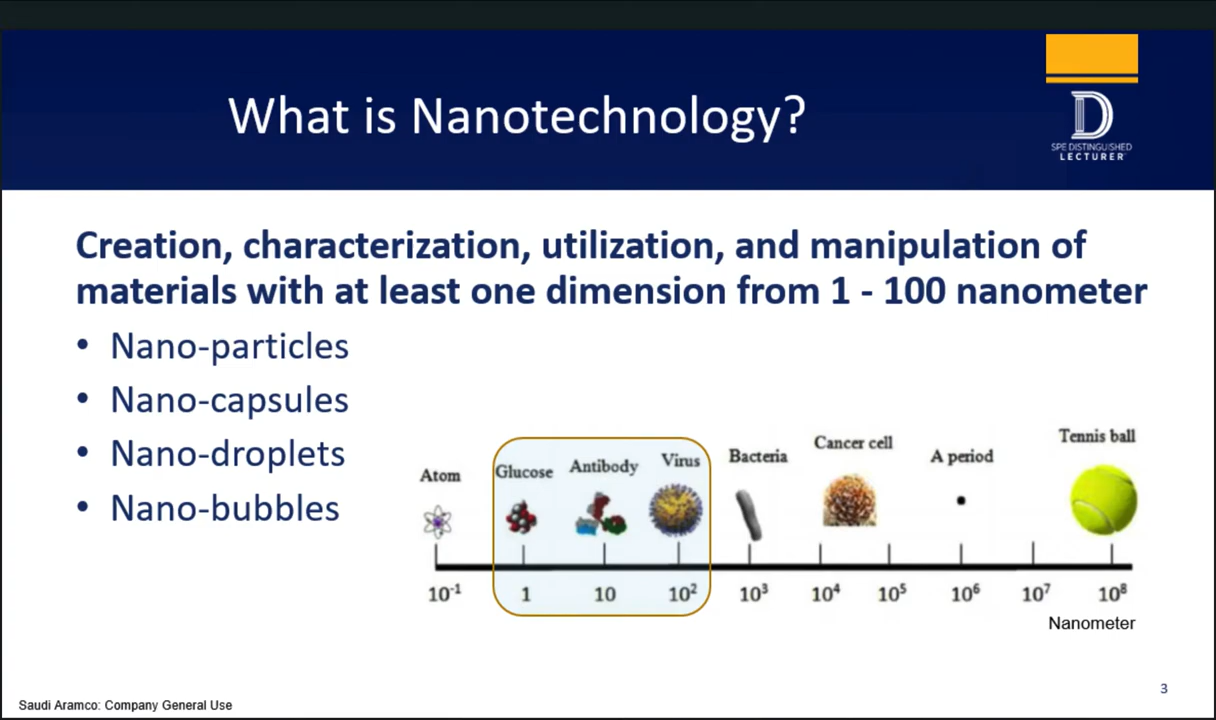 What is Nanotechnology?
D
SPE DISTINGUISHED
LECTURER
Creation, characterization, utilization, and manipulation of
materials with at least one dimension from 1 - 100 nanometer
• Nano-particles
• Nano-capsules
• Nano-droplets
• Nano-bubbles
Atom Glucose Antibody Virus Bacteria Cancer cell A period Tennis ball
10⁻¹ 1 10 10² 10³ 10⁴ 10⁵ 10⁶ 10⁷ 10⁸
Nanometer
3
Saudi Aramco: Company General Use